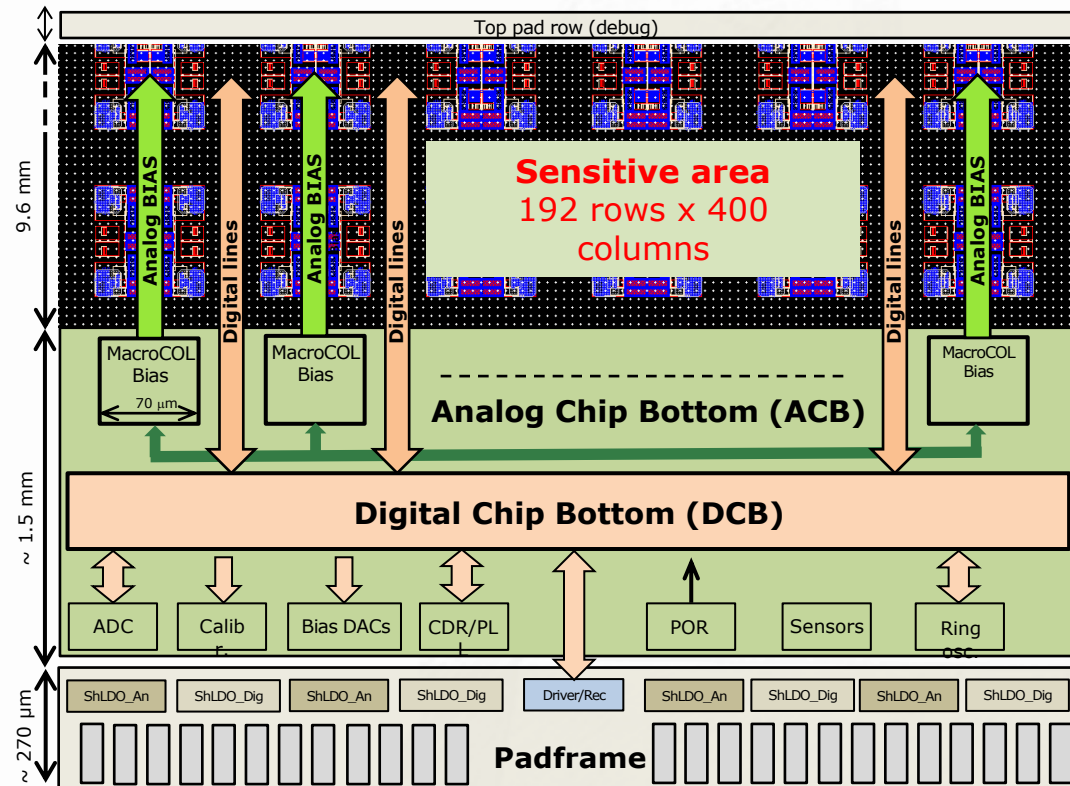 Top pad row (debug)
9.6 mm
Analog BIAS
Digital lines
Analog BIAS
Digital lines
Sensitive area
192 rows x 400
columns
Digital lines
Analog BIAS
~ 1.5 mm
MacroCOL
Bias
70 μm
MacroCOL
Bias
MacroCOL
Bias
Analog Chip Bottom (ACB)
Digital Chip Bottom (DCB)
ADC
Calib
r.
Bias DACs
CDR/PL
L
POR
Sensors
Ring
osc.
~ 270 μm
ShLDO_An
ShLDO_Dig
ShLDO_An
ShLDO_Dig
Driver/Rec
ShLDO_An
ShLDO_Dig
ShLDO_An
ShLDO_Dig
Padframe